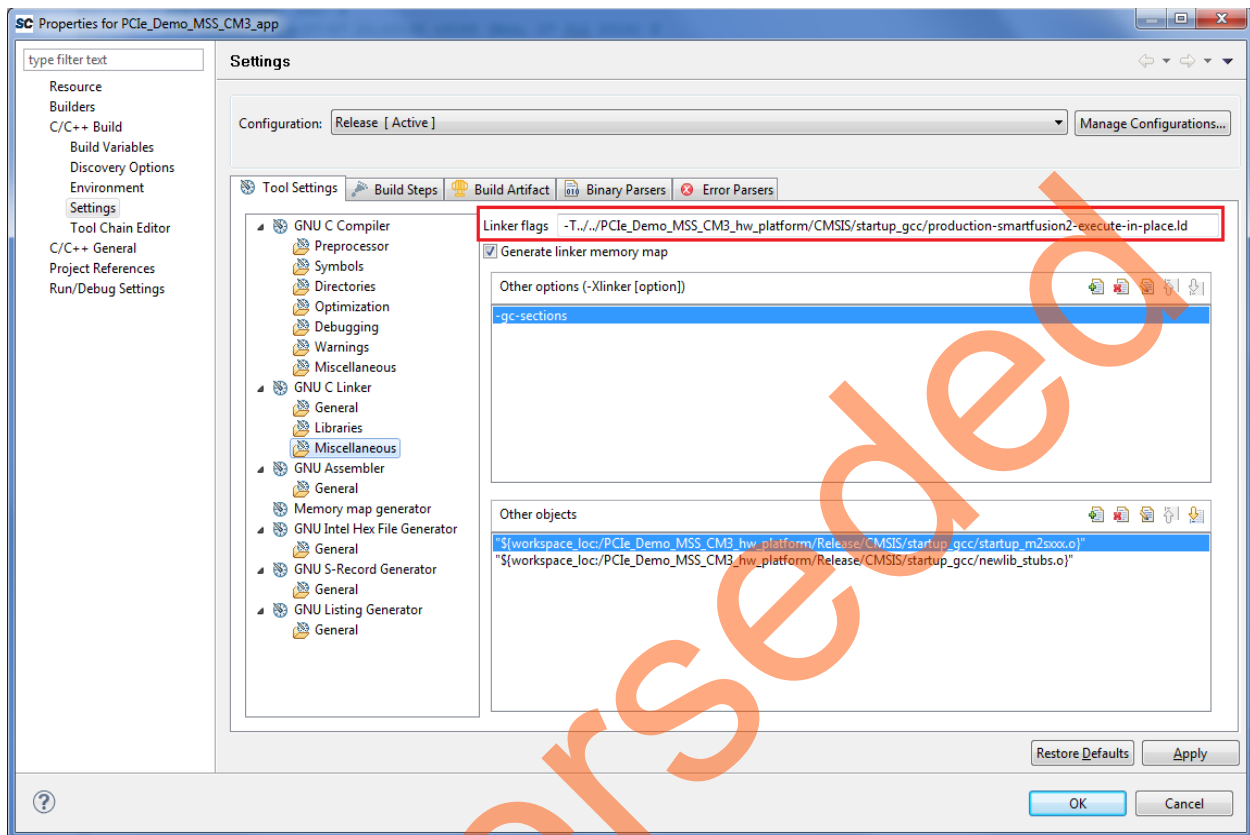 SC Properties for PCIe_Demo_MSS_CM3_app
type filter text
Resource
Builders
C/C++ Build
Build Variables
Discovery Options
Environment
Settings
Tool Chain Editor
C/C++ General
Project References
Run/Debug Settings
Settings
Configuration: Release [ Active ]
Manage Configurations...
Tool Settings Build Steps Build Artifact Binary Parsers Error Parsers
GNU C Compiler
Preprocessor
Symbols
Directories
Optimization
Debugging
Warnings
Miscellaneous
GNU C Linker
General
Libraries
Miscellaneous
GNU Assembler
General
Memory map generator
GNU Intel Hex File Generator
General
GNU S-Record Generator
General
GNU Listing Generator
General
Linker flags -T../../PCIe_Demo_MSS_CM3_hw_platform/CMSIS/startup_gcc/production-smartfusion2-execute-in-place.ld
Generate linker memory map
Other options (-Xlinker [option])
-gc-sections
Other objects
"${workspace_loc:/PCIe_Demo_MSS_CM3_hw_platform/Release/CMSIS/startup_gcc/startup_m2sxxx.o}"
"${workspace_loc:/PCIe_Demo_MSS_CM3_hw_platform/Release/CMSIS/startup_gcc/newlib_stubs.o}"
Restore Defaults Apply
OK Cancel
rseded